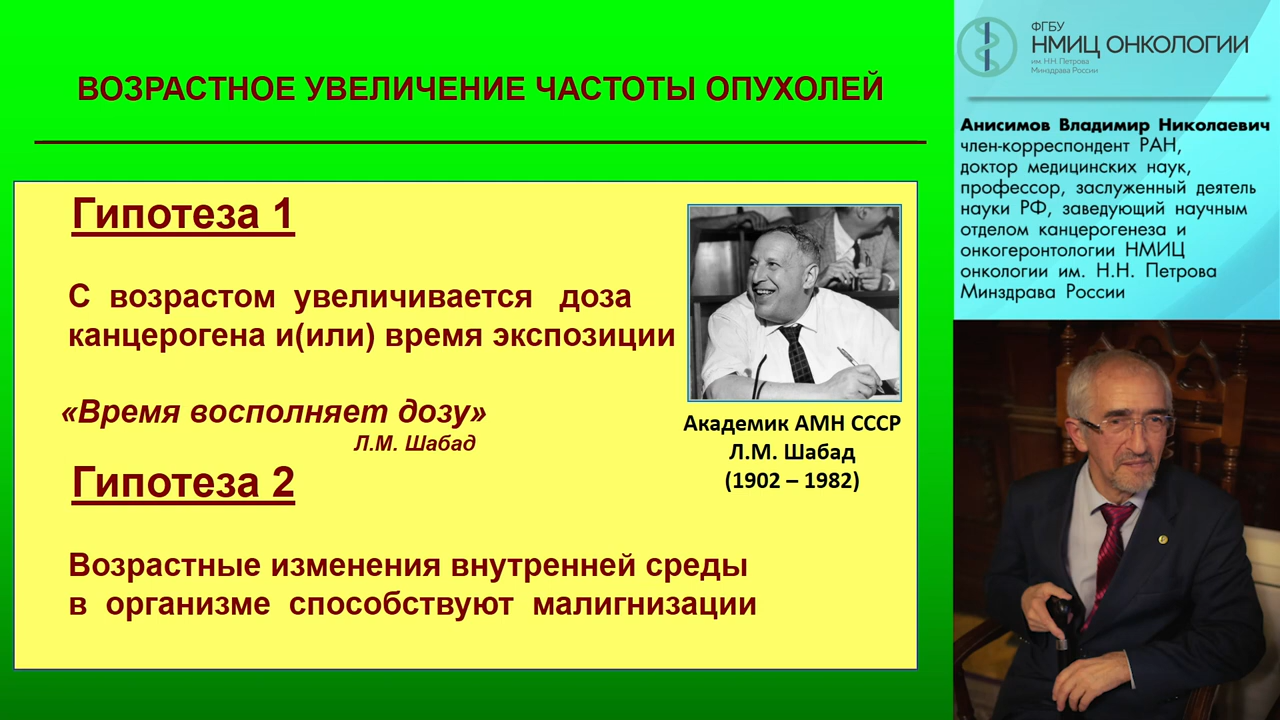 ВОЗРАСТНОЕ УВЕЛИЧЕНИЕ ЧАСТОТЫ ОПУХОЛЕЙ
Гипотеза 1
С возрастом увеличивается доза
канцерогена и(или) время экспозиции
«Время восполняет дозу»
Л.М. Шабад
Академик АМН СССР
Л.М. Шабад
(1902 – 1982)
Гипотеза 2
Возрастные изменения внутренней среды
в организме способствуют малигнизации
ФГБУ
НМИЦ ОНКОЛОГИИ
им. Н.Н. Петрова
Минздрава России
Анисимов Владимир Николаевич
член-корреспондент РАН,
доктор медицинских наук,
профессор, заслуженный деятель
науки РФ, заведующий научным
отделом канцерогенеза и
онкогеронтологии НМИЦ
онкологии им. Н.Н. Петрова
Минздрава России